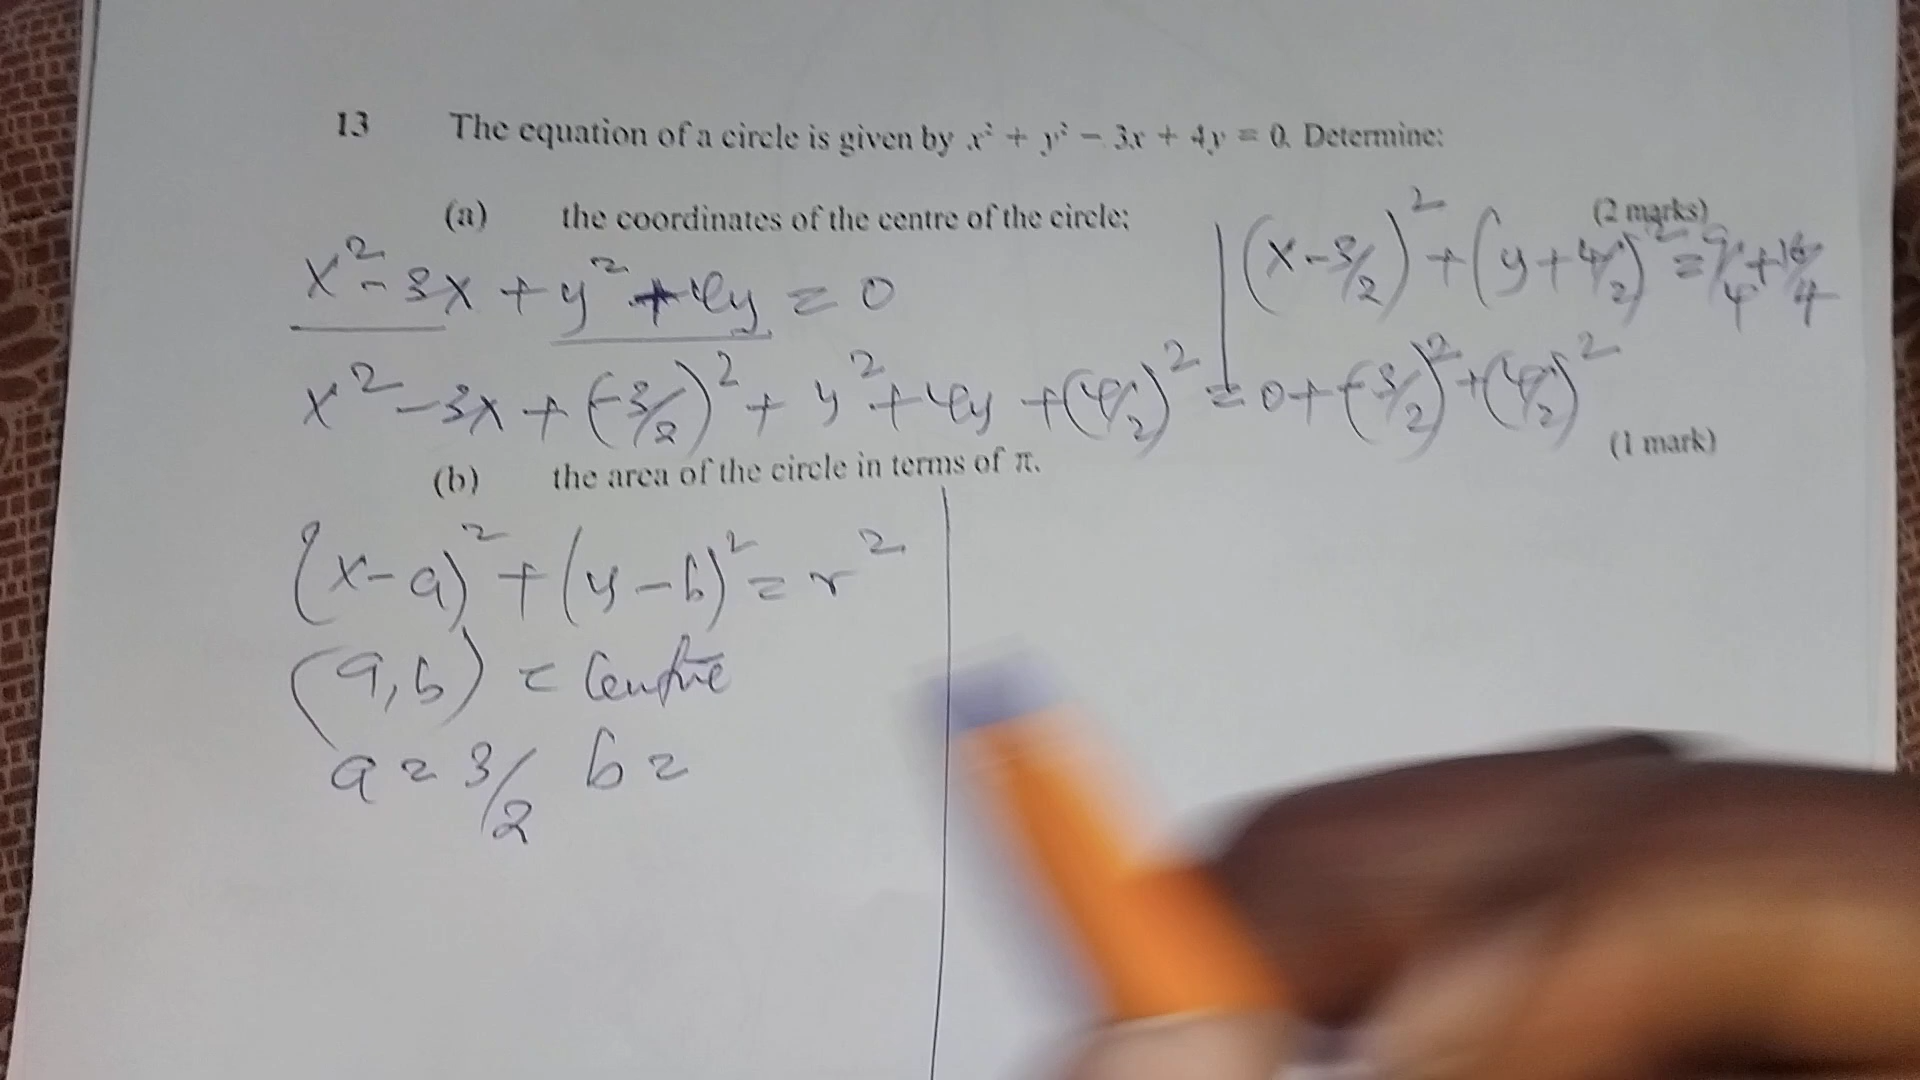 13 The equation of a circle is given by x² + y² − 3x + 4y = 0. Determine:
(a) the coordinates of the centre of the circle; (2 marks)
x² - 3x + y² + 4y = 0
(x - 3/2)² + (y + 4/2)² = 9/4 + 16/4
x² - 3x + (-3/2)² + y² + 4y + (4/2)² = 0 + (-3/2)² + (4/2)²
(1 mark)
(b) the area of the circle in terms of π.
(x - a)² + (y - b)² = r²
(a, b) = Centre
a = 3/2 b =